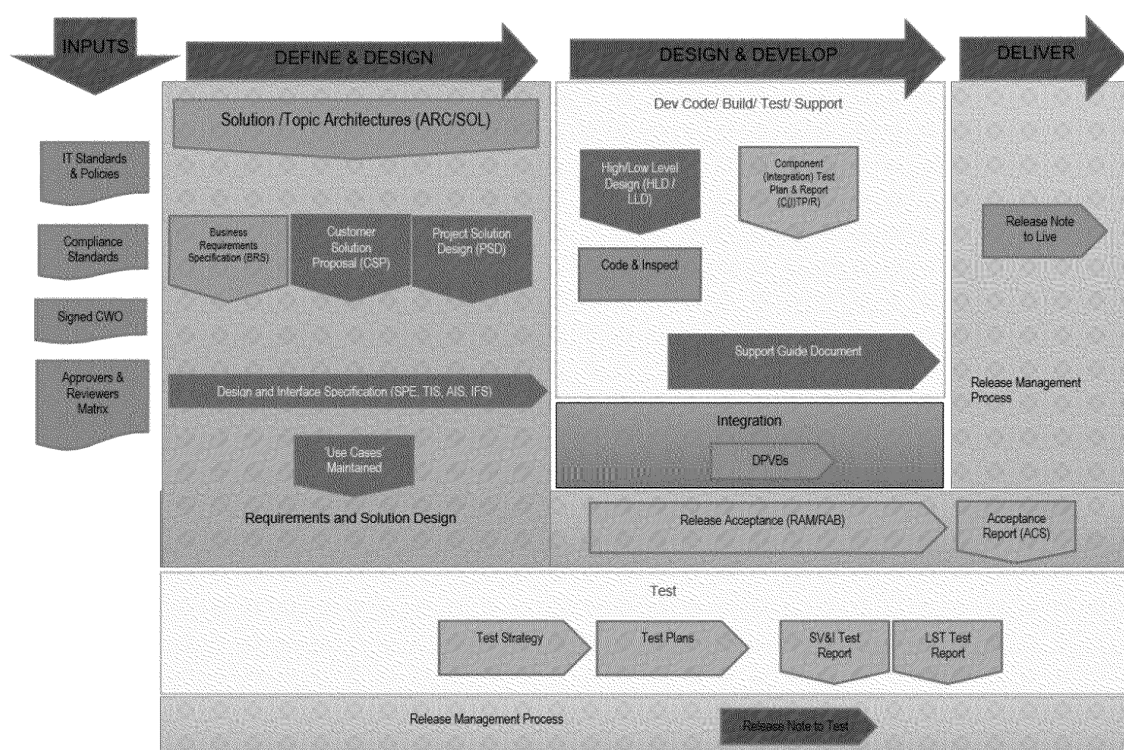 INPUTS
DEFINE & DESIGN
DESIGN & DEVELOP
DELIVER
Solution /Topic Architectures (ARC/SOL)
Dev Code/ Build/ Test/ Support
IT Standards
& Policies
High/Low Level
Design (HLD /
LLD)
Component
(Integration) Test
Plan & Report
(C(I)TP/R)
Compliance
Standards
Business
Requirements
Specification (BRS)
Customer
Solution
Proposal (CSP)
Project Solution
Design (PSD)
Release Note
to Live
Code & Inspect
Signed CWO
Support Guide Document
Approvers &
Reviewers
Matrix
Design and Interface Specification (SPE, TIS, AIS, IFS)
Release Management
Process
Integration
DPVBs
'Use Cases'
Maintained
Requirements and Solution Design
Release Acceptance (RAM/RAB)
Acceptance
Report (ACS)
Test
Test Strategy
Test Plans
SV&I Test
Report
LST Test
Report
Release Management Process
Release Note to Test